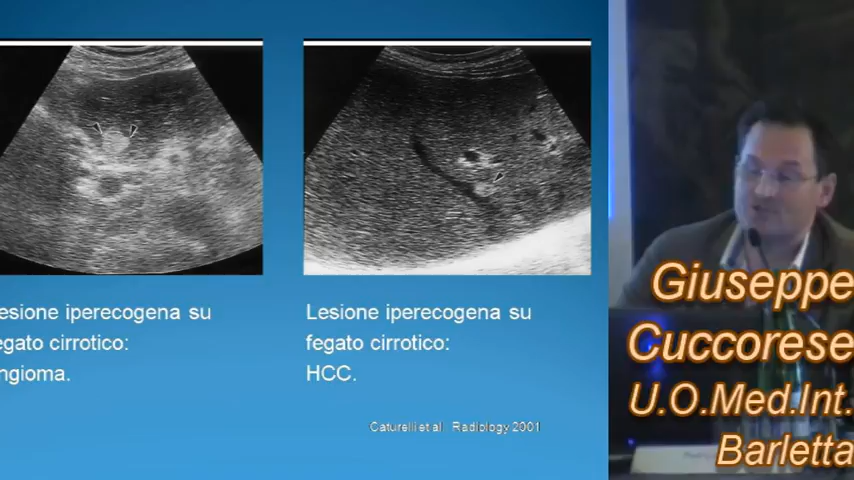 esione iperecogena su
egato cirrotico:
ngioma.
Lesione iperecogena su
fegato cirrotico:
HCC.
Caturelli et al Radiology 2001
Giuseppe
Cuccorese
U.O.Med.Int.
Barletta